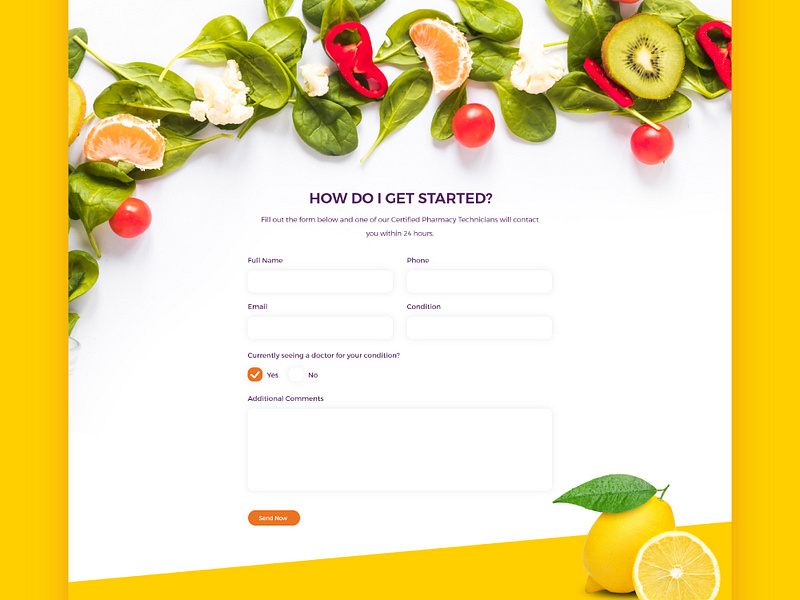 HOW DO I GET STARTED?
Fill out the form below and one of our Certified Pharmacy Technicians will contact
you within 24 hours.
Full Name
Phone
Email
Condition
Currently seeing a doctor for your condition?
Yes
No
Additional Comments
Send Now